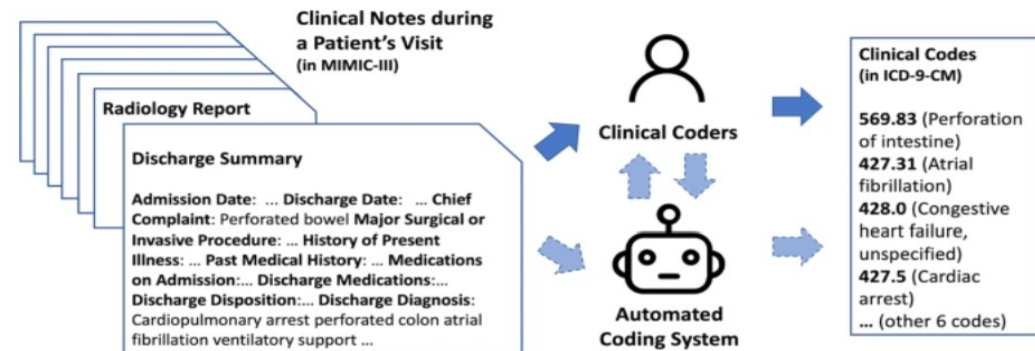 Clinical Notes during
a Patient's Visit
(in MIMIC-III)
Radiology Report
Discharge Summary
Admission Date: ... Discharge Date: ... Chief
Complaint: Perforated bowel Major Surgical or
Invasive Procedure: ... History of Present
Illness: ... Past Medical History: ... Medications
on Admission:... Discharge Medications:...
Discharge Disposition:... Discharge Diagnosis:
Cardiopulmonary arrest perforated colon atrial
fibrillation ventilatory support ...
Clinical Coders
Automated
Coding System
Clinical Codes
(in ICD-9-CM)
569.83 (Perforation
of intestine)
427.31 (Atrial
fibrillation)
428.0 (Congestive
heart failure,
unspecified)
427.5 (Cardiac
arrest)
... (other 6 codes)